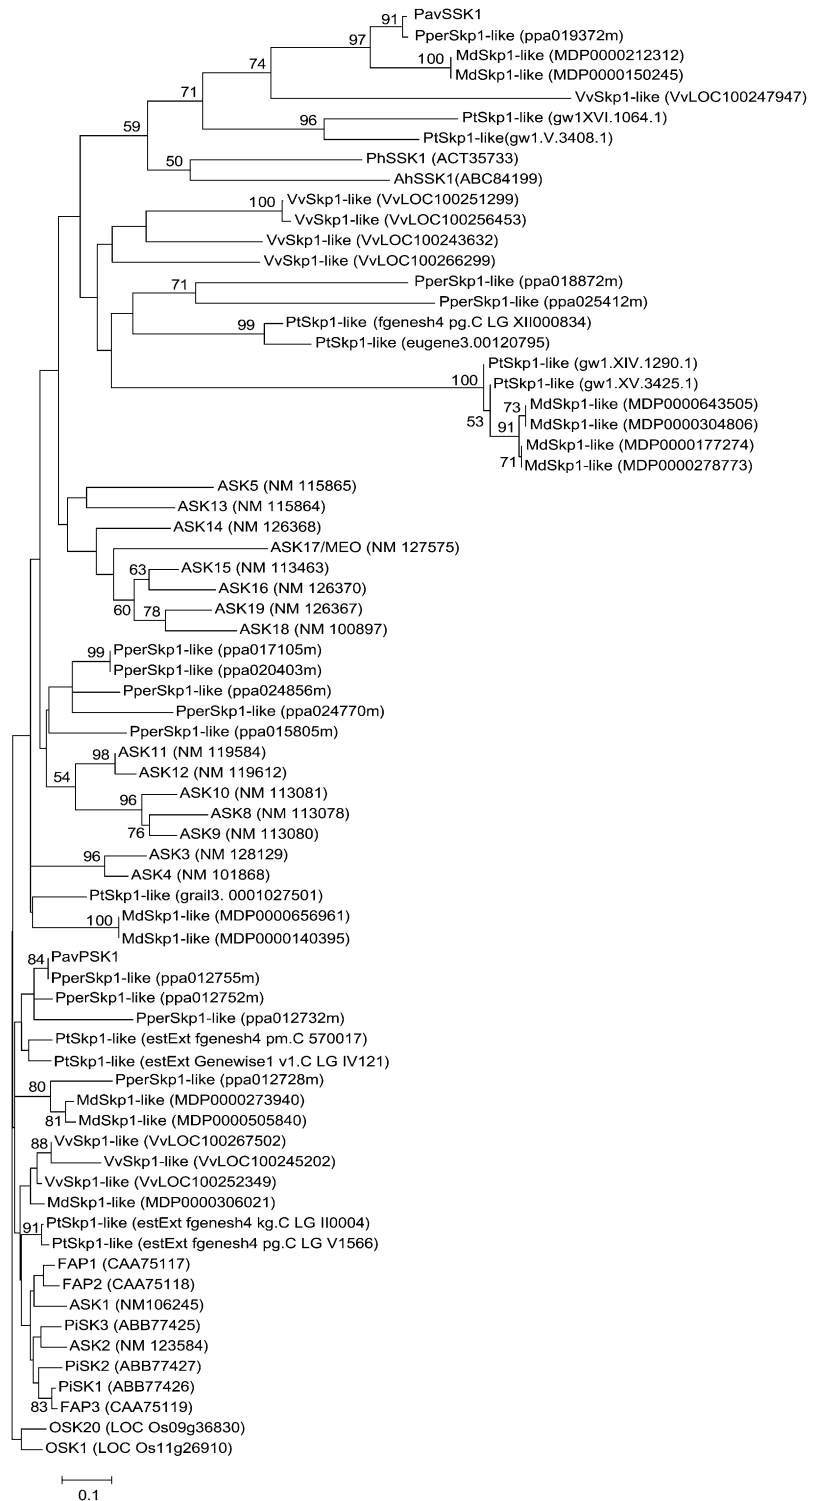 PavSSK1
91
PperSkp1-like (ppa019372m)
97
MdSkp1-like (MDP0000212312)
100
74
MdSkp1-like (MDP0000150245)
71
VvSkp1-like (VvLOC100247947)
PtSkp1-like (gw1XVI.1064.1)
96
59
PtSkp1-like(gw1.V.3408.1)
PhSSK1 (ACT35733)
50
AhSSK1(ABC84199)
VvSkp1-like (VvLOC100251299)
100
VvSkp1-like (VvLOC100256453)
VvSkp1-like (VvLOC100243632)
VvSkp1-like (VvLOC100266299)
PperSkp1-like (ppa018872m)
71
PperSkp1-like (ppa025412m)
PtSkp1-like (fgenesh4 pg.C LG XII000834)
99
PtSkp1-like (eugene3.00120795)
PtSkp1-like (gw1.XIV.1290.1)
100
PtSkp1-like (gw1.XV.3425.1)
MdSkp1-like (MDP0000643505)
73
53
MdSkp1-like (MDP0000304806)
91
MdSkp1-like (MDP0000177274)
71
MdSkp1-like (MDP0000278773)
ASK5 (NM 115865)
ASK13 (NM 115864)
ASK14 (NM 126368)
ASK17/MEO (NM 127575)
63
ASK15 (NM 113463)
ASK16 (NM 126370)
60
78
ASK19 (NM 126367)
ASK18 (NM 100897)
99
PperSkp1-like (ppa017105m)
PperSkp1-like (ppa020403m)
PperSkp1-like (ppa024856m)
PperSkp1-like (ppa024770m)
PperSkp1-like (ppa015805m)
98
ASK11 (NM 119584)
54
ASK12 (NM 119612)
96
ASK10 (NM 113081)
ASK8 (NM 113078)
76
ASK9 (NM 113080)
96
ASK3 (NM 128129)
ASK4 (NM 101868)
PtSkp1-like (grail3. 0001027501)
100
MdSkp1-like (MDP0000656961)
MdSkp1-like (MDP0000140395)
84
PavPSK1
PperSkp1-like (ppa012755m)
PperSkp1-like (ppa012752m)
PperSkp1-like (ppa012732m)
PtSkp1-like (estExt fgenesh4 pm.C 570017)
PtSkp1-like (estExt Genewise1 v1.C LG IV121)
80
PperSkp1-like (ppa012728m)
MdSkp1-like (MDP0000273940)
81
MdSkp1-like (MDP0000505840)
88
VvSkp1-like (VvLOC100267502)
VvSkp1-like (VvLOC100245202)
VvSkp1-like (VvLOC100252349)
MdSkp1-like (MDP0000306021)
91
PtSkp1-like (estExt fgenesh4 kg.C LG II0004)
PtSkp1-like (estExt fgenesh4 pg.C LG V1566)
FAP1 (CAA75117)
FAP2 (CAA75118)
ASK1 (NM106245)
PiSK3 (ABB77425)
ASK2 (NM 123584)
PiSK2 (ABB77427)
PiSK1 (ABB77426)
83
FAP3 (CAA75119)
OSK20 (LOC Os09g36830)
OSK1 (LOC Os11g26910)
0.1